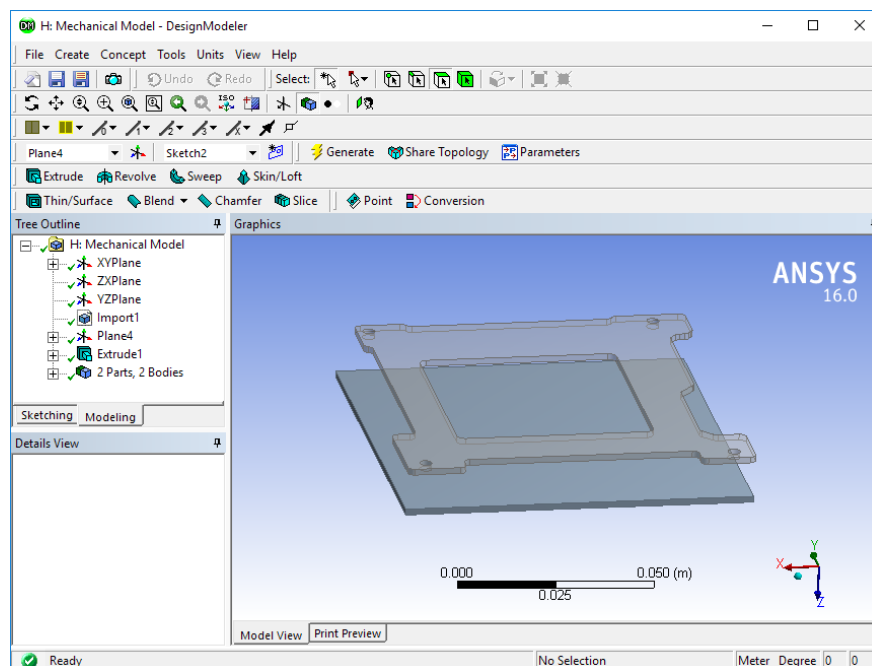 H: Mechanical Model - DesignModeler
File Create Concept Tools Units View Help
Undo Redo Select:
ISO
Plane4 Sketch2 Generate Share Topology Parameters
Extrude Revolve Sweep Skin/Loft
Thin/Surface Blend Chamfer Slice Point Conversion
Tree Outline
H: Mechanical Model
XYPlane
ZXPlane
YZPlane
Import1
Plane4
Extrude1
2 Parts, 2 Bodies
Sketching Modeling
Details View
Graphics
ANSYS
16.0
0.000 0.050 (m)
0.025
Y
X
Z
Model View Print Preview
Ready No Selection Meter Degree 0 0